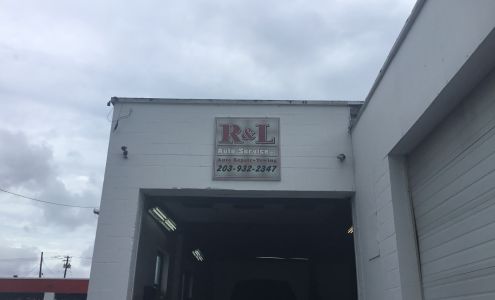 R&L
Auto Service
Auto Repair • Towing
203-932-2347